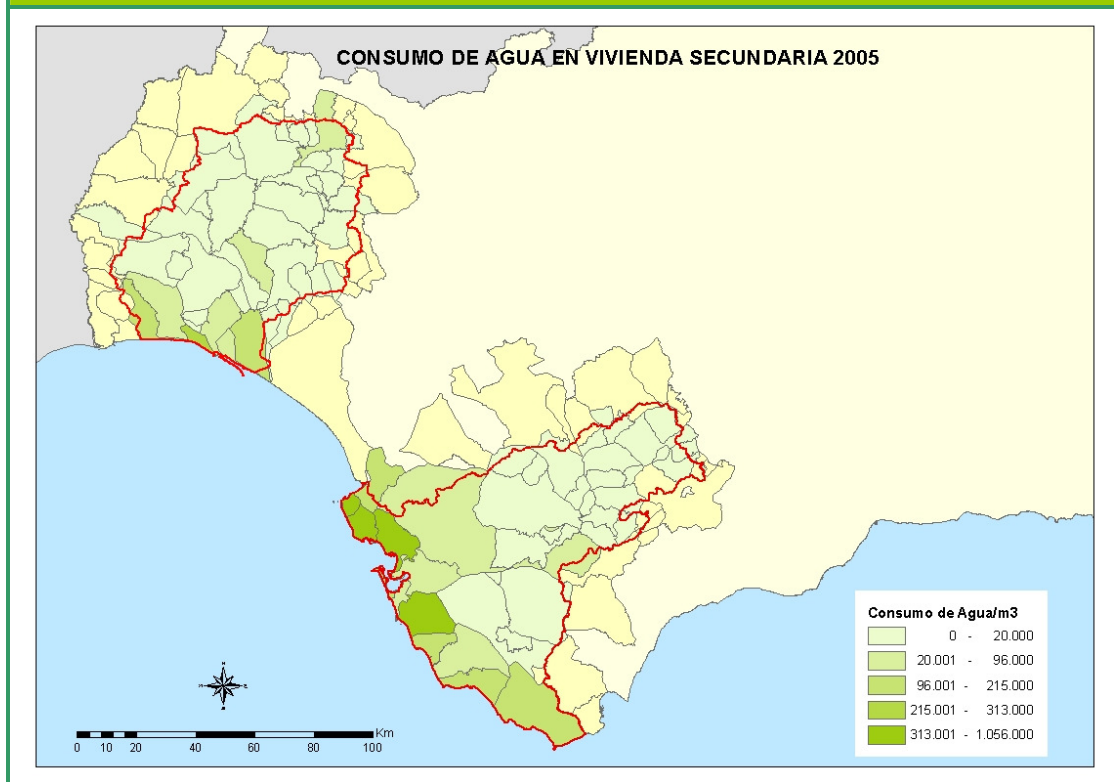 CONSUMO DE AGUA EN VIVIENDA SECUNDARIA 2005
Consumo de Agua/m3
0 - 20.000
20.001 - 96.000
96.001 - 215.000
215.001 - 313.000
313.001 - 1.056.000
Km
0 10 20 40 60 80 100